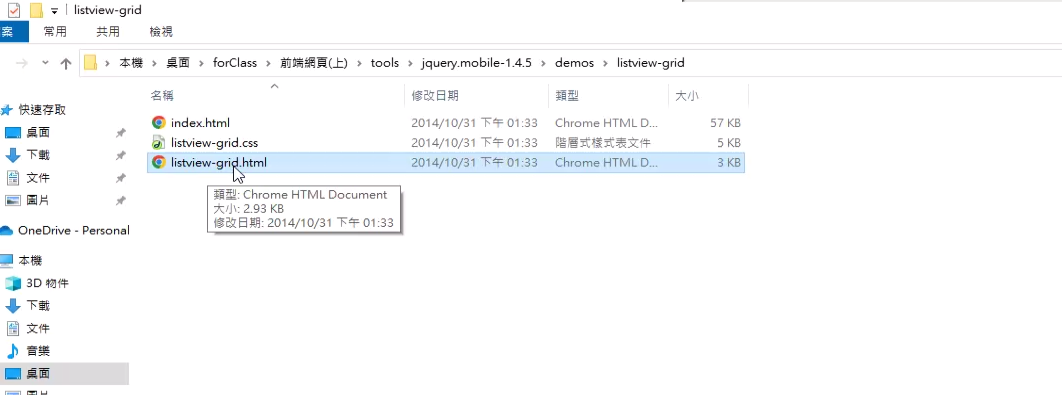 listview-grid
案 常用 共用 檢視
本機 桌面 forClass 前端網頁(上) tools jquery.mobile-1.4.5 demos listview-grid
名稱 修改日期 類型 大小
快速存取
桌面
下載
文件
圖片
OneDrive - Personal
本機
3D 物件
下載
文件
音樂
桌面
圖片
index.html 2014/10/31 下午 01:33 Chrome HTML D... 57 KB
listview-grid.css 2014/10/31 下午 01:33 階層式樣式表文件 5 KB
listview-grid.html 2014/10/31 下午 01:33 Chrome HTML D... 3 KB
類型: Chrome HTML Document
大小: 2.93 KB
修改日期: 2014/10/31 下午 01:33